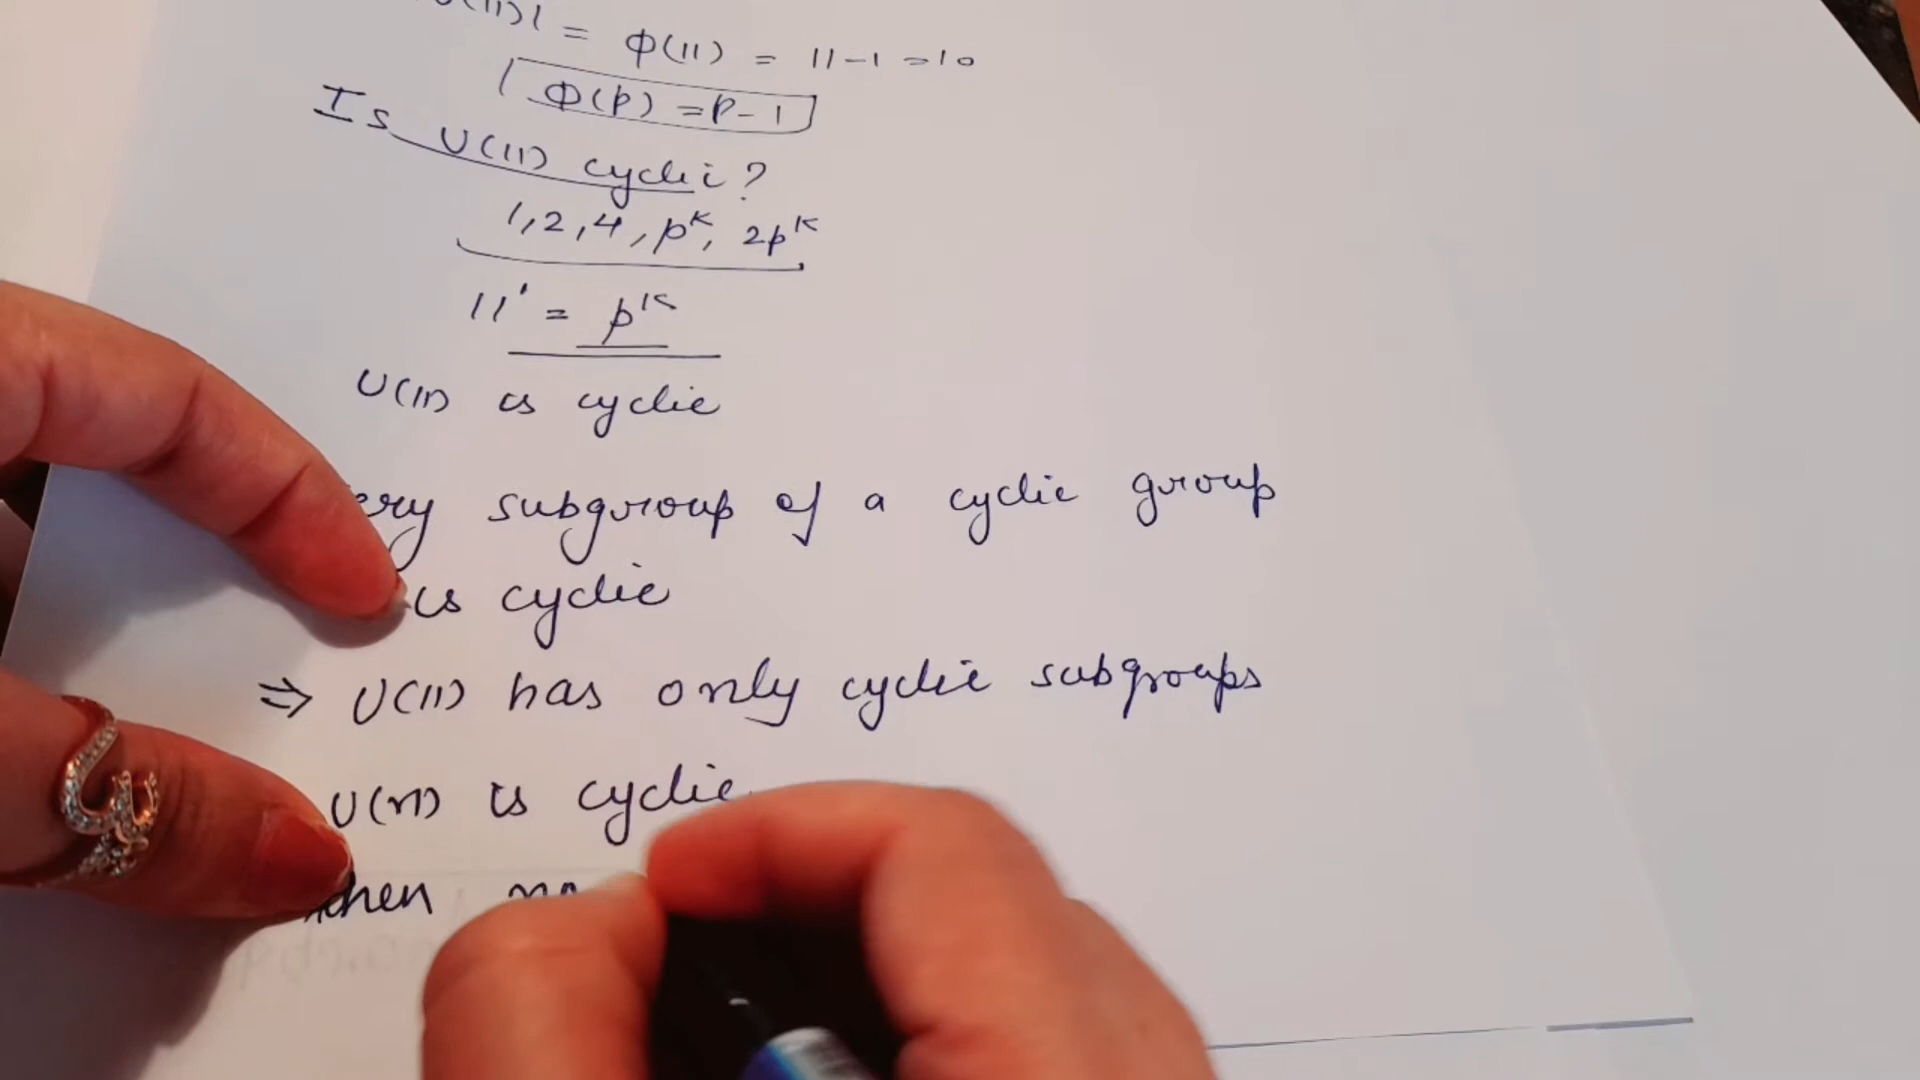 = φ(11) = 11-1=10
φ(p) = p-1
Is U(11) cyclic?
1, 2, 4, p^k, 2p^k
11' = p^k
U(11) is cyclic
subgroup of a cyclic group
is cyclic
⇒ U(11) has only cyclic subgroups
U(n) is cyclic